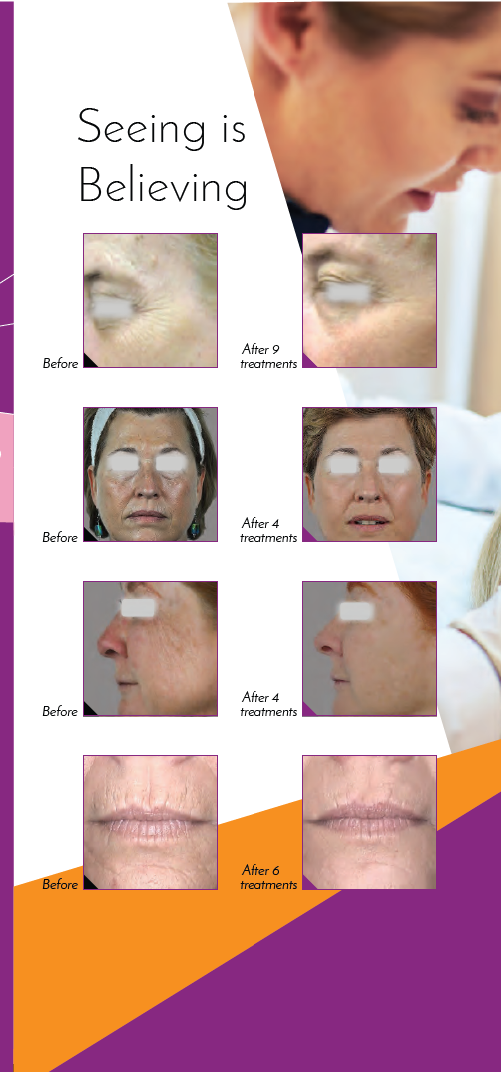 Seeing is
Believing
Before
After 9
treatments
Before
After 4
treatments
Before
After 4
treatments
Before
After 6
treatments